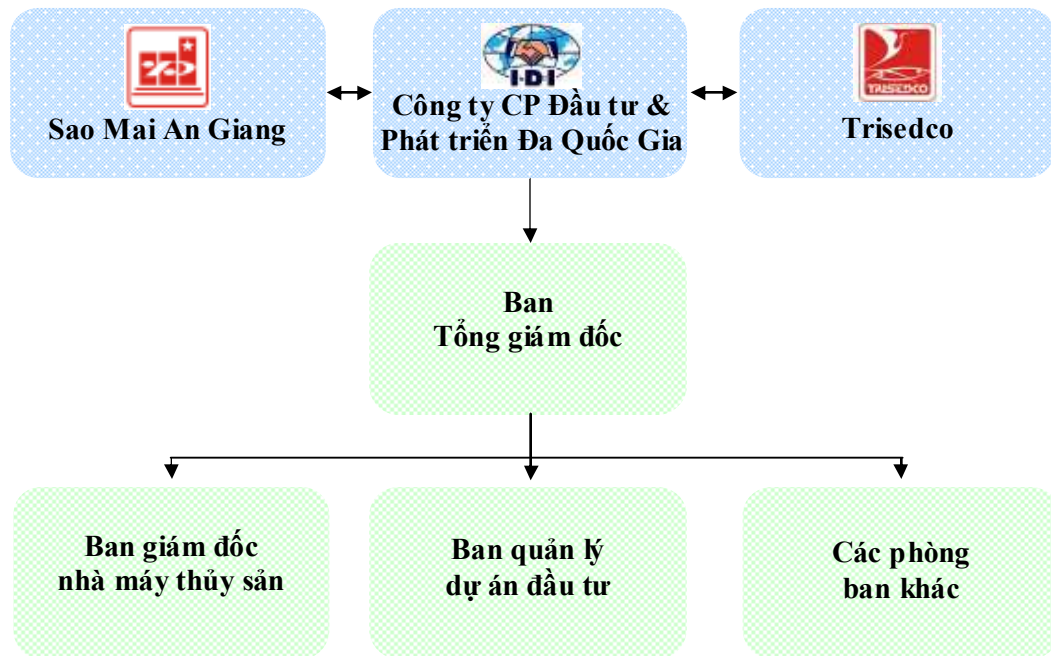 Sao Mai An Giang
I·D·I
Công ty CP Đầu tư &
Phát triển Đa Quốc Gia
TRISEDCO
Trisedco
Ban
Tổng giám đốc
Ban giám đốc
nhà máy thủy sản
Ban quản lý
dự án đầu tư
Các phòng
ban khác